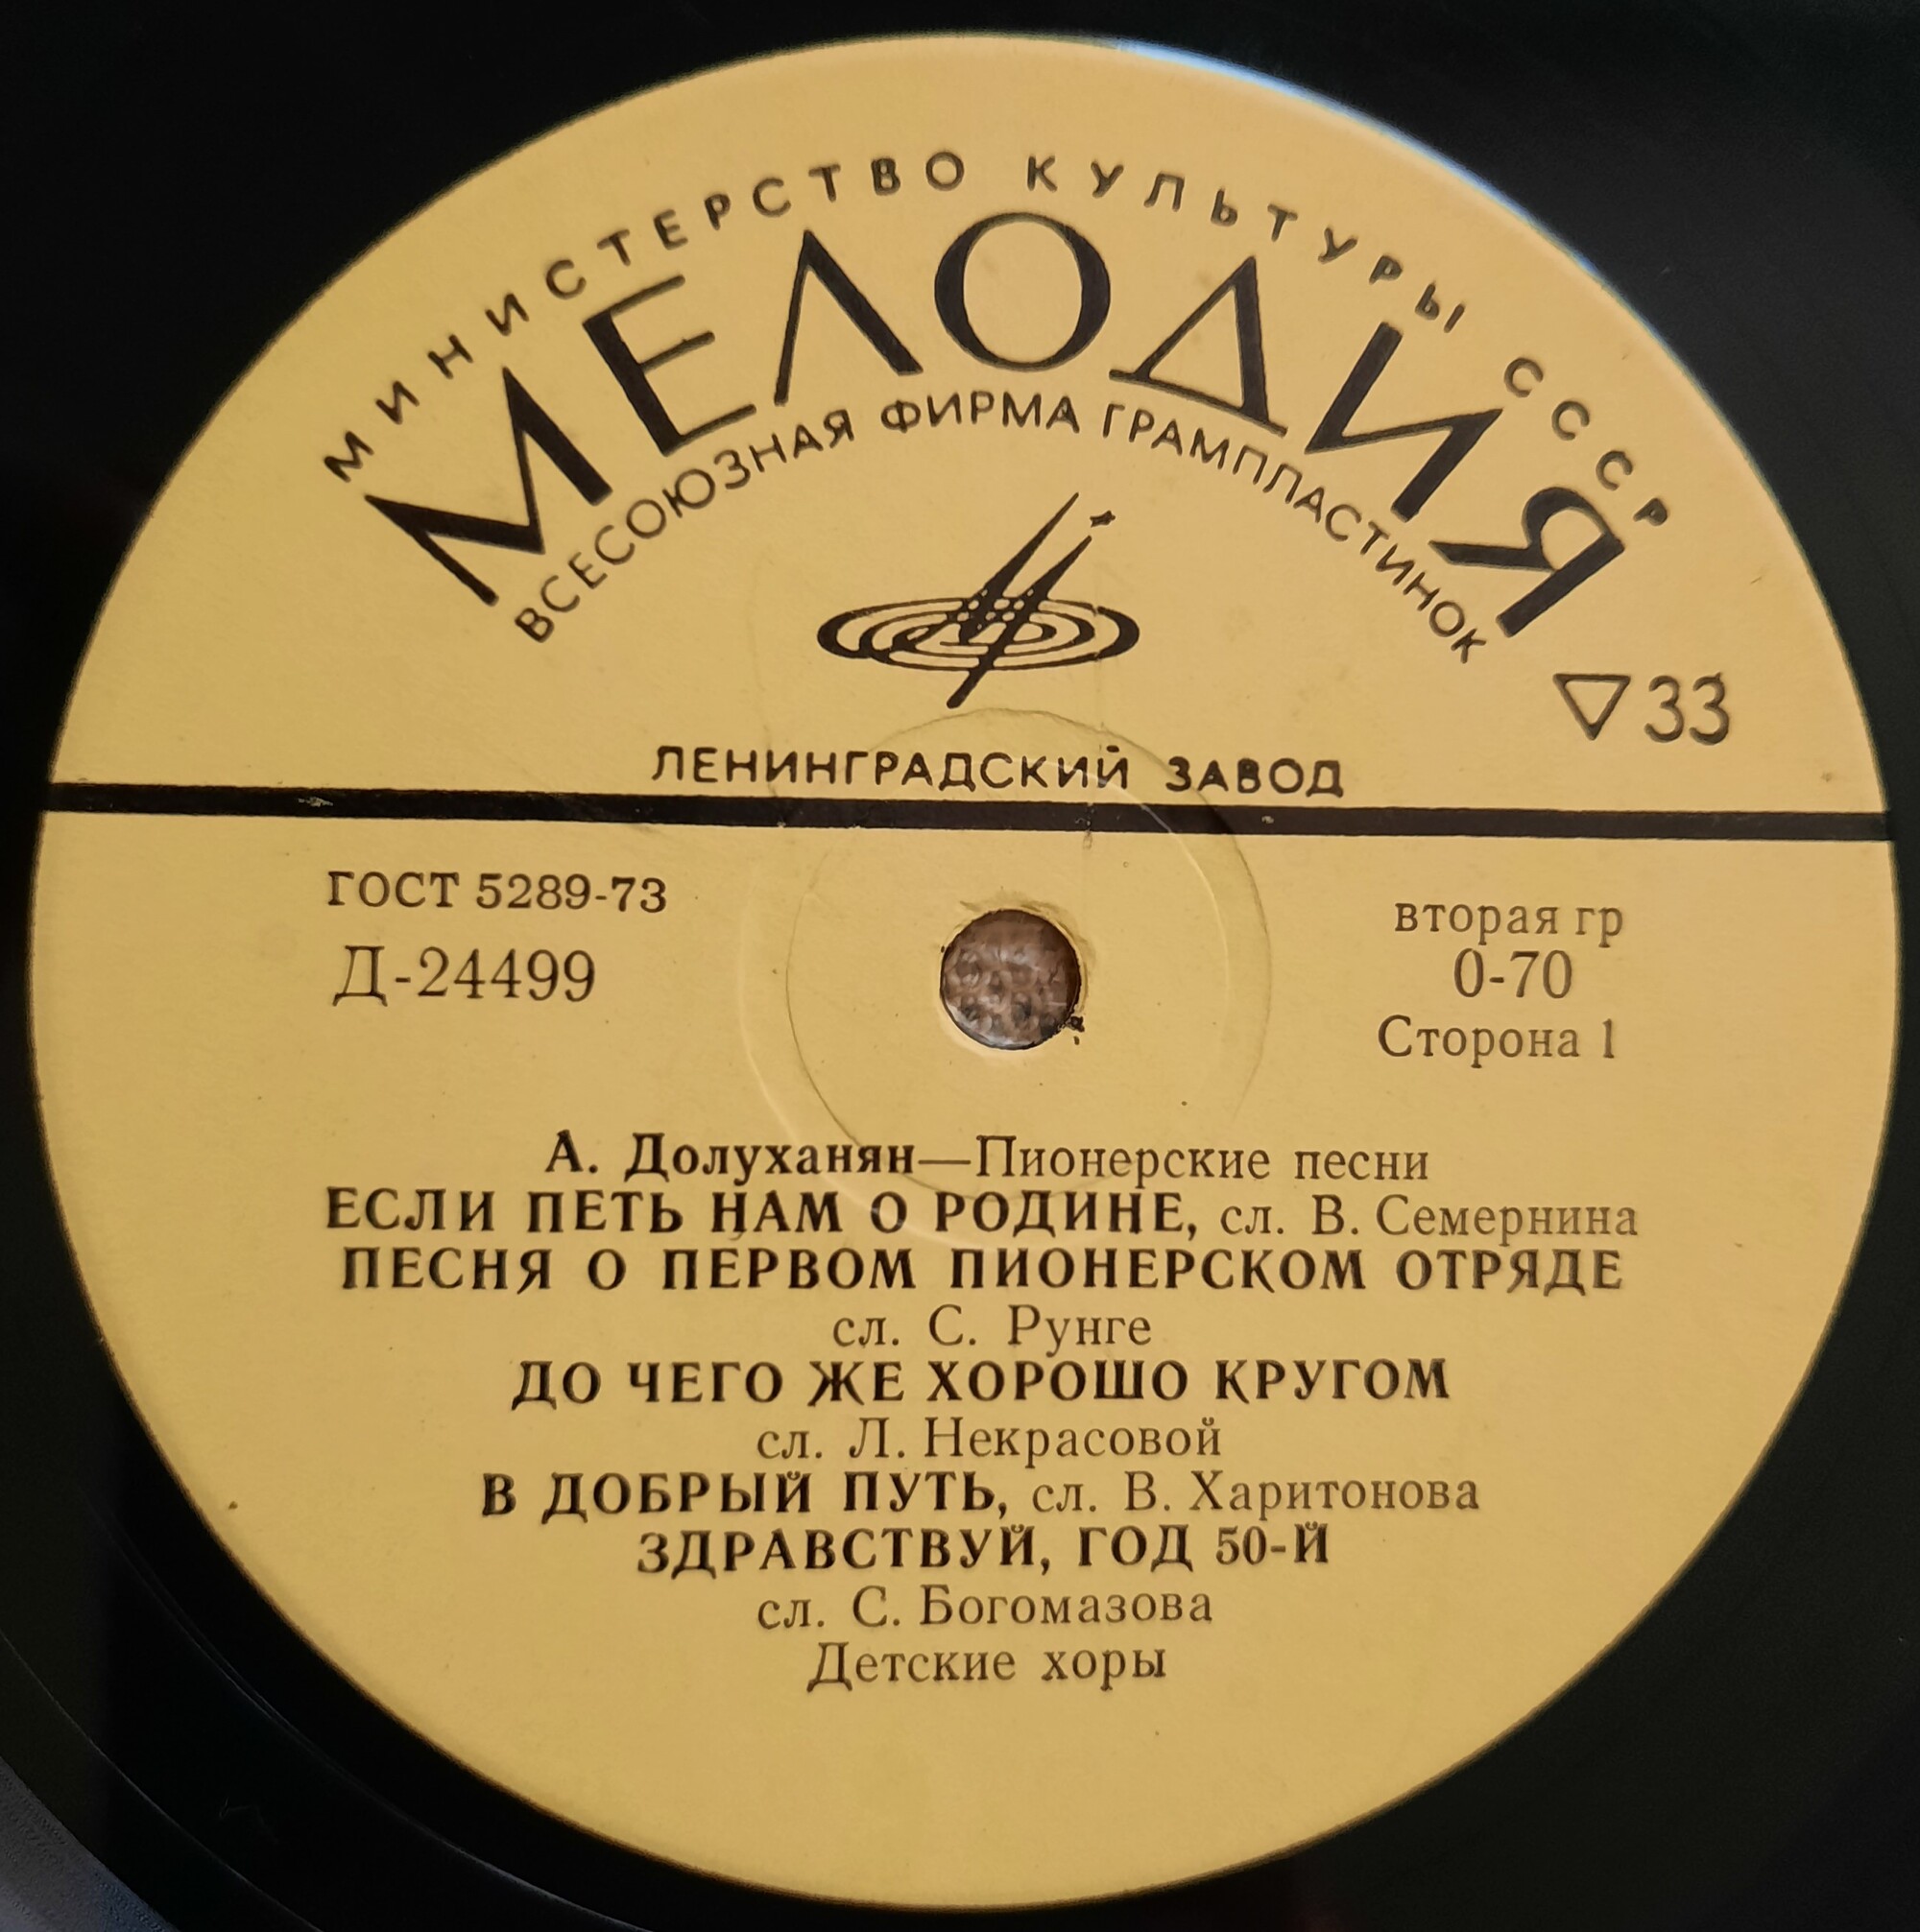 МИНИСТЕРСТВО КУЛЬТУРЫ СССР
МЕЛОДИЯ
ВСЕСОЮЗНАЯ ФИРМА ГРАМПЛАСТИНОК
▽33
ЛЕНИНГРАДСКИЙ ЗАВОД
ГОСТ 5289-73
Д-24499
вторая гр
0-70
Сторона 1
А. Долуханян—Пионерские песни
ЕСЛИ ПЕТЬ НАМ О РОДИНЕ, сл. В. Семернина
ПЕСНЯ О ПЕРВОМ ПИОНЕРСКОМ ОТРЯДЕ
сл. С. Рунге
ДО ЧЕГО ЖЕ ХОРОШО КРУГОМ
сл. Л. Некрасовой
В ДОБРЫЙ ПУТЬ, сл. В. Харитонова
ЗДРАВСТВУЙ, ГОД 50-Й
сл. С. Богомазова
Детские хоры